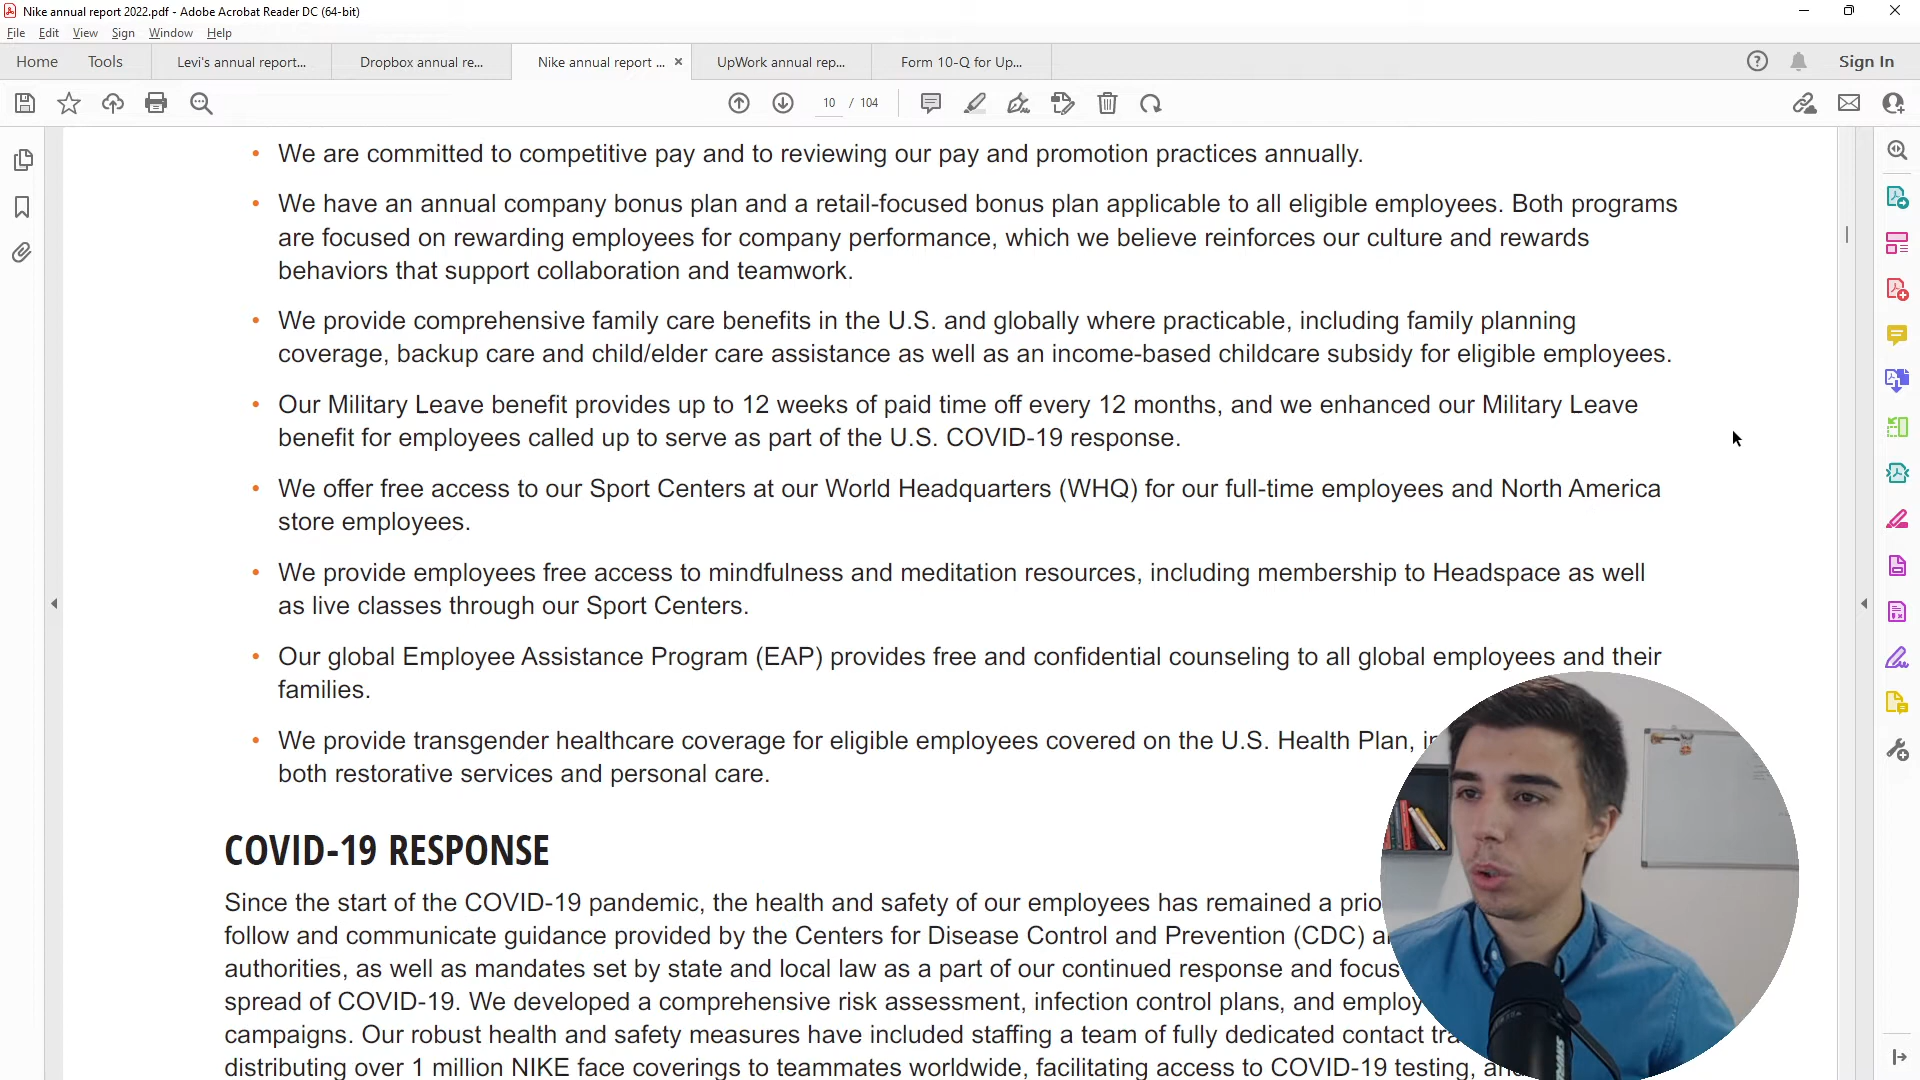 Nike annual report 2022.pdf - Adobe Acrobat Reader DC (64-bit)
File Edit View Sign Window Help
Home Tools Levi's annual report... Dropbox annual re... Nike annual report ... × UpWork annual rep... Form 10-Q for Up... Sign In
10 / 104
• We are committed to competitive pay and to reviewing our pay and promotion practices annually.
• We have an annual company bonus plan and a retail-focused bonus plan applicable to all eligible employees. Both programs
are focused on rewarding employees for company performance, which we believe reinforces our culture and rewards
behaviors that support collaboration and teamwork.
• We provide comprehensive family care benefits in the U.S. and globally where practicable, including family planning
coverage, backup care and child/elder care assistance as well as an income-based childcare subsidy for eligible employees.
• Our Military Leave benefit provides up to 12 weeks of paid time off every 12 months, and we enhanced our Military Leave
benefit for employees called up to serve as part of the U.S. COVID-19 response.
• We offer free access to our Sport Centers at our World Headquarters (WHQ) for our full-time employees and North America
store employees.
• We provide employees free access to mindfulness and meditation resources, including membership to Headspace as well
as live classes through our Sport Centers.
• Our global Employee Assistance Program (EAP) provides free and confidential counseling to all global employees and their
families.
• We provide transgender healthcare coverage for eligible employees covered on the U.S. Health Plan,
both restorative services and personal care.
COVID-19 RESPONSE
Since the start of the COVID-19 pandemic, the health and safety of our employees has remained a
follow and communicate guidance provided by the Centers for Disease Control and Prevention (CDC)
authorities, as well as mandates set by state and local law as a part of our continued response and
spread of COVID-19. We developed a comprehensive risk assessment, infection control plans, and
campaigns. Our robust health and safety measures have included staffing a team of fully dedicated contact
distributing over 1 million NIKE face coverings to teammates worldwide, facilitating access to COVID-19 testing,